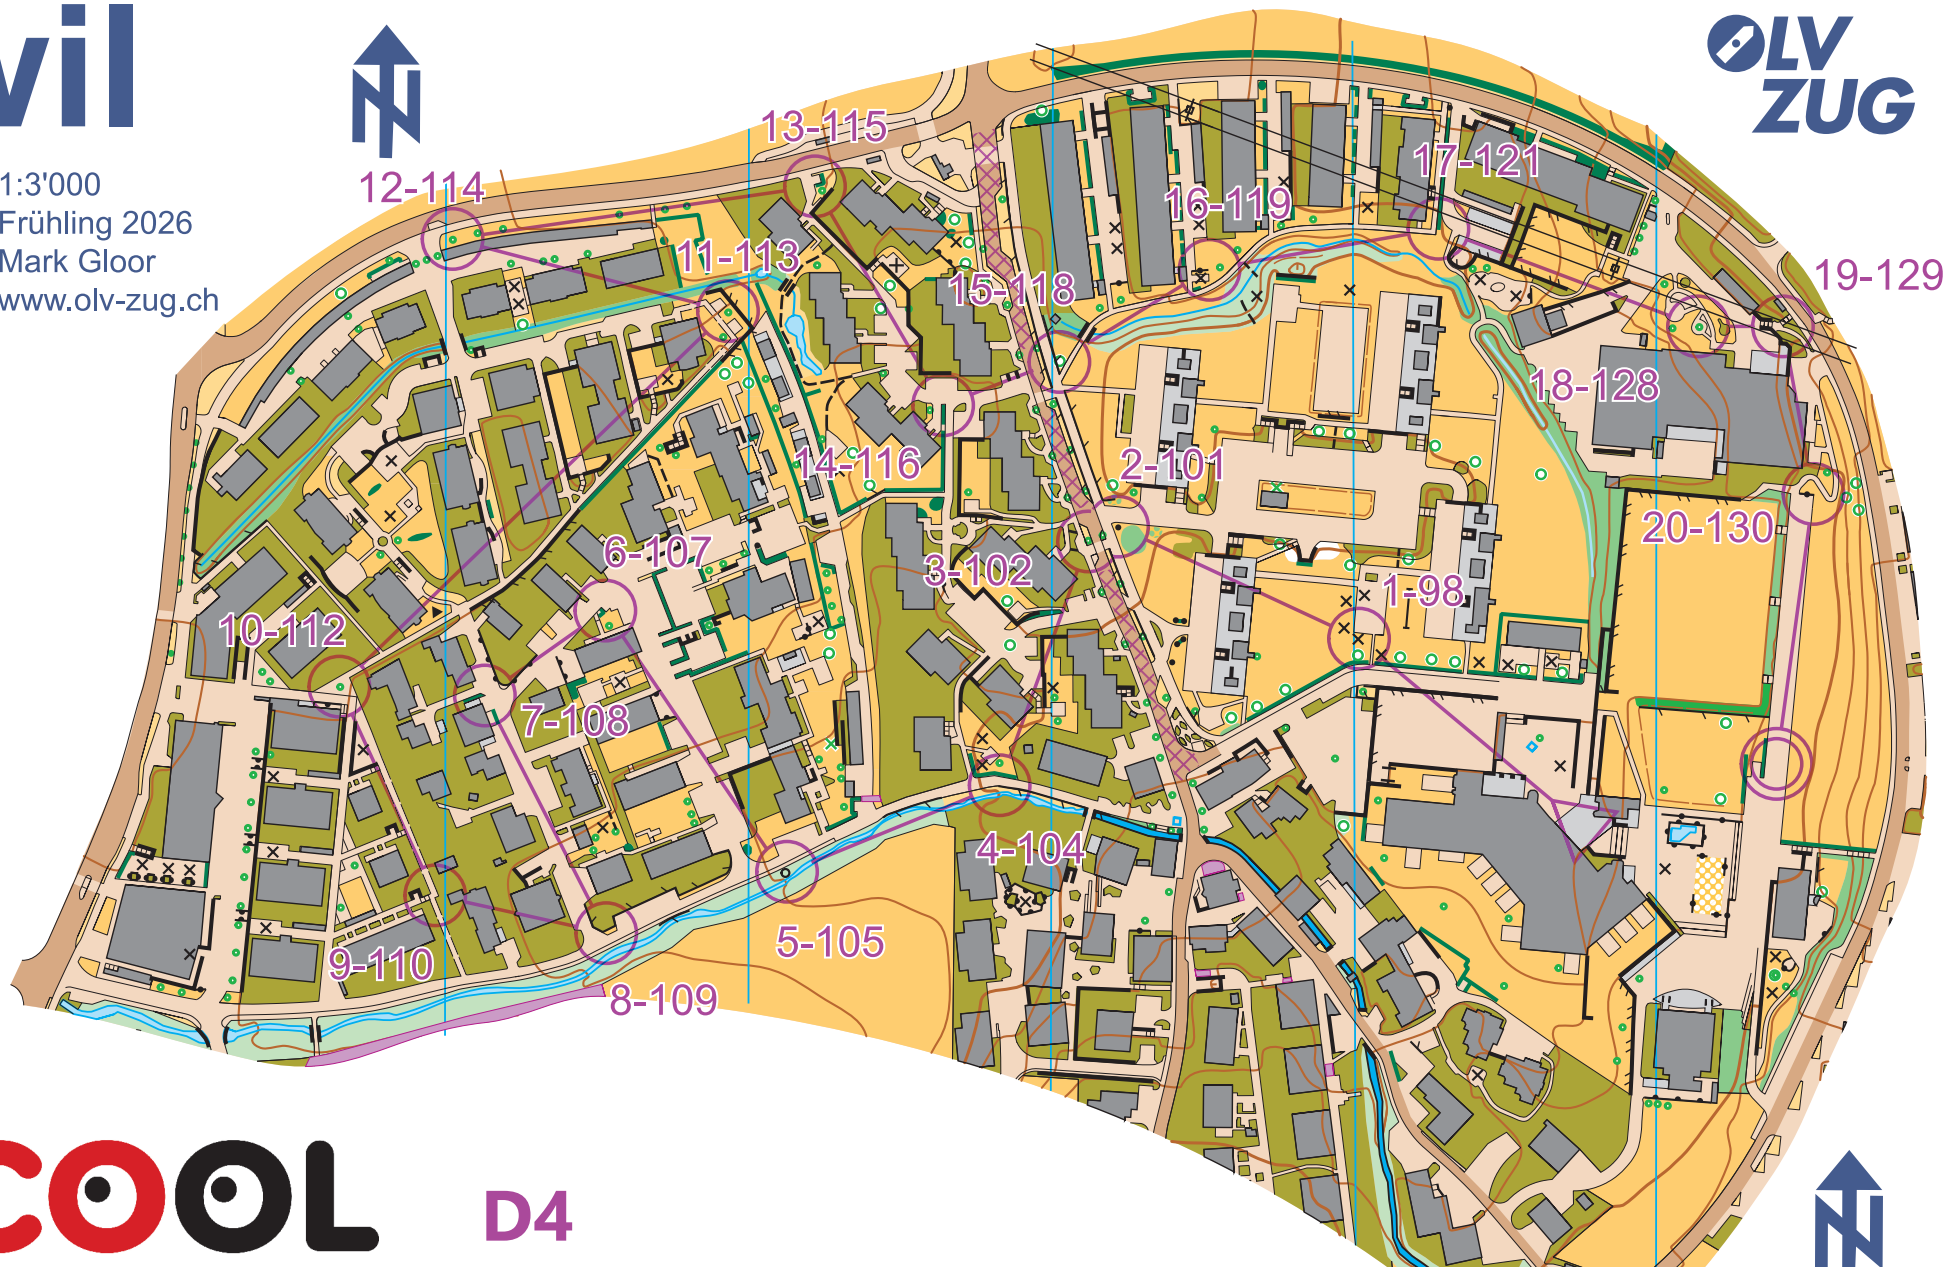 vil
1:3'000
Frühling 2026
Mark Gloor
www.olv-zug.ch
N
OLV
ZUG
13-115
12-114
17-121
16-119
11-113
15-118
19-129
18-128
14-116
2-101
20-130
6-107
3-102
1-98
10-112
7-108
4-104
5-105
9-110
8-109
COOL
D4
N